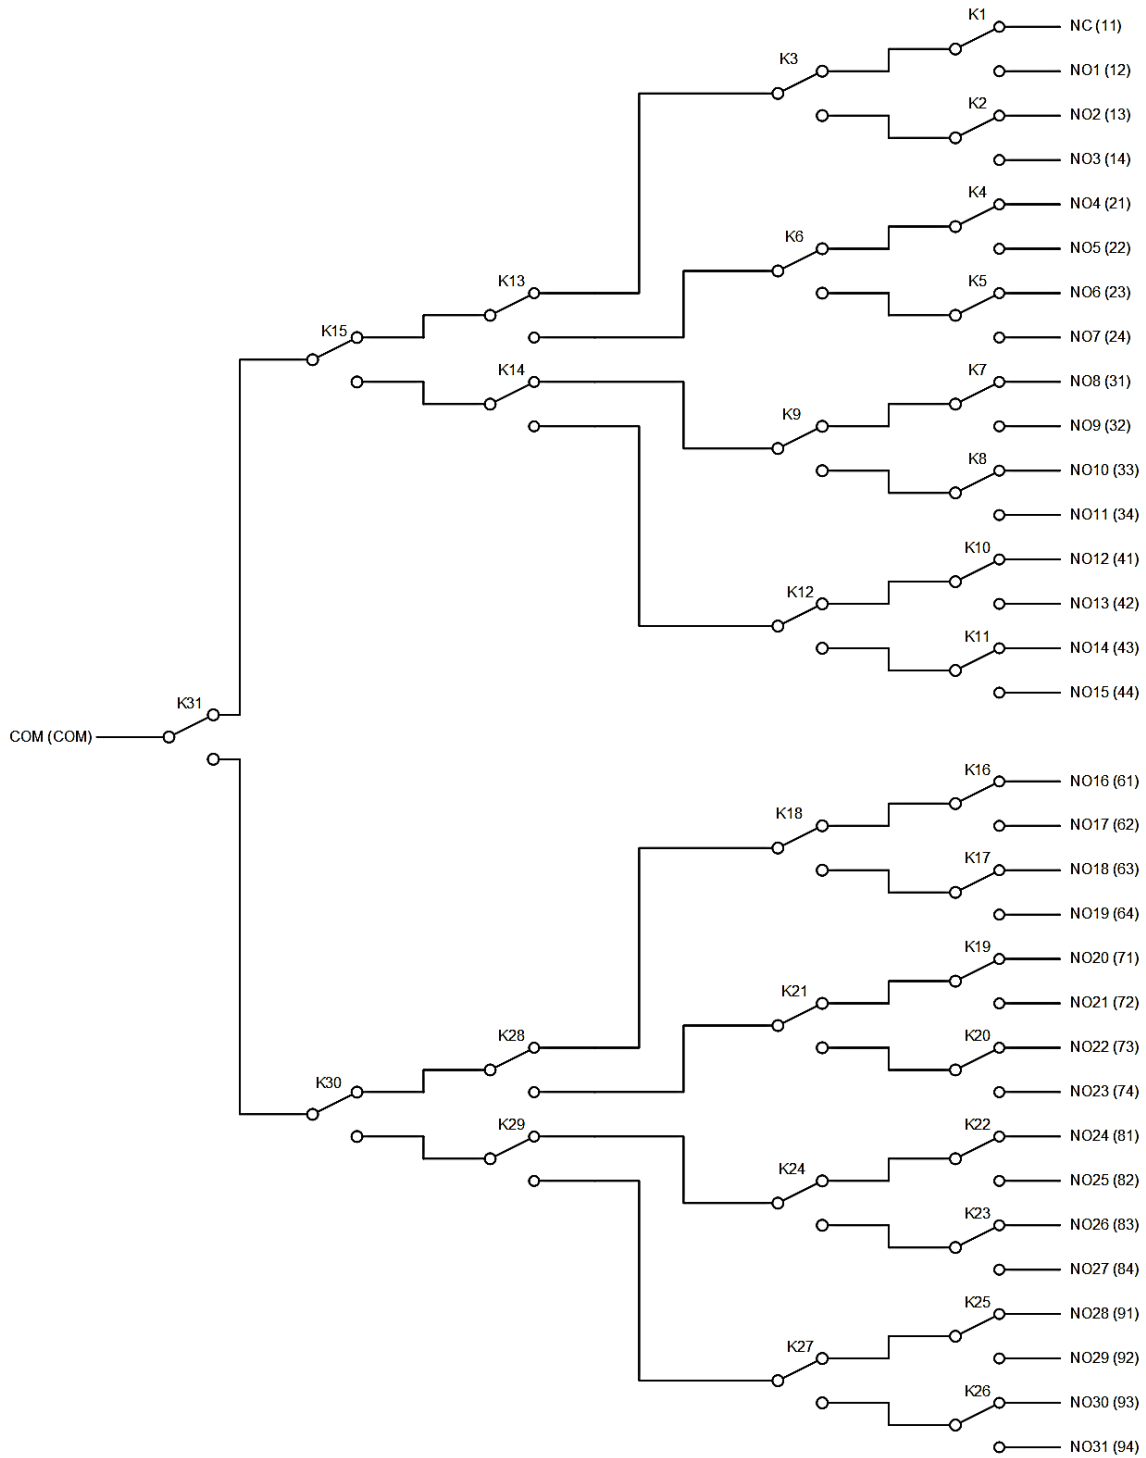 K1
NC (11)
K3
NO1 (12)
K2
NO2 (13)
NO3 (14)
K4
NO4 (21)
K6
NO5 (22)
K13
K5
NO6 (23)
K15
NO7 (24)
K14
K7
NO8 (31)
K9
NO9 (32)
K8
NO10 (33)
NO11 (34)
K10
NO12 (41)
K12
NO13 (42)
K11
NO14 (43)
NO15 (44)
K31
COM (COM)
K16
NO16 (61)
K18
NO17 (62)
K17
NO18 (63)
NO19 (64)
K19
NO20 (71)
K21
NO21 (72)
K28
K20
NO22 (73)
K30
NO23 (74)
K29
K22
NO24 (81)
K24
NO25 (82)
K23
NO26 (83)
NO27 (84)
K25
NO28 (91)
K27
NO29 (92)
K26
NO30 (93)
NO31 (94)